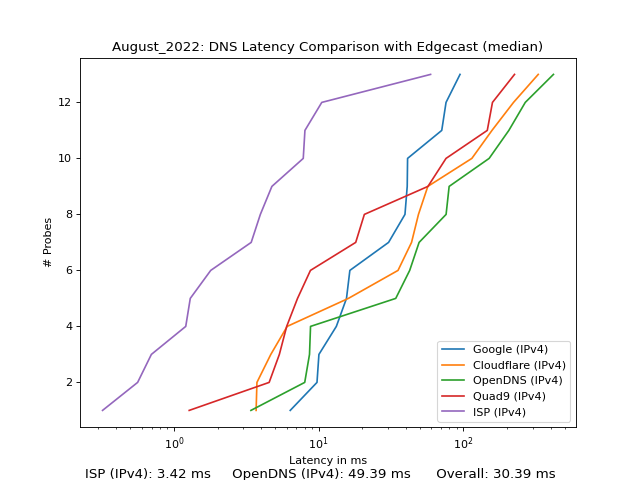 August_2022: DNS Latency Comparison with Edgecast (median)
12
10
8
6
4
2
# Probes
Google (IPv4)
Cloudflare (IPv4)
OpenDNS (IPv4)
Quad9 (IPv4)
ISP (IPv4)
10⁰ 10¹ 10²
Latency in ms
ISP (IPv4): 3.42 ms OpenDNS (IPv4): 49.39 ms Overall: 30.39 ms